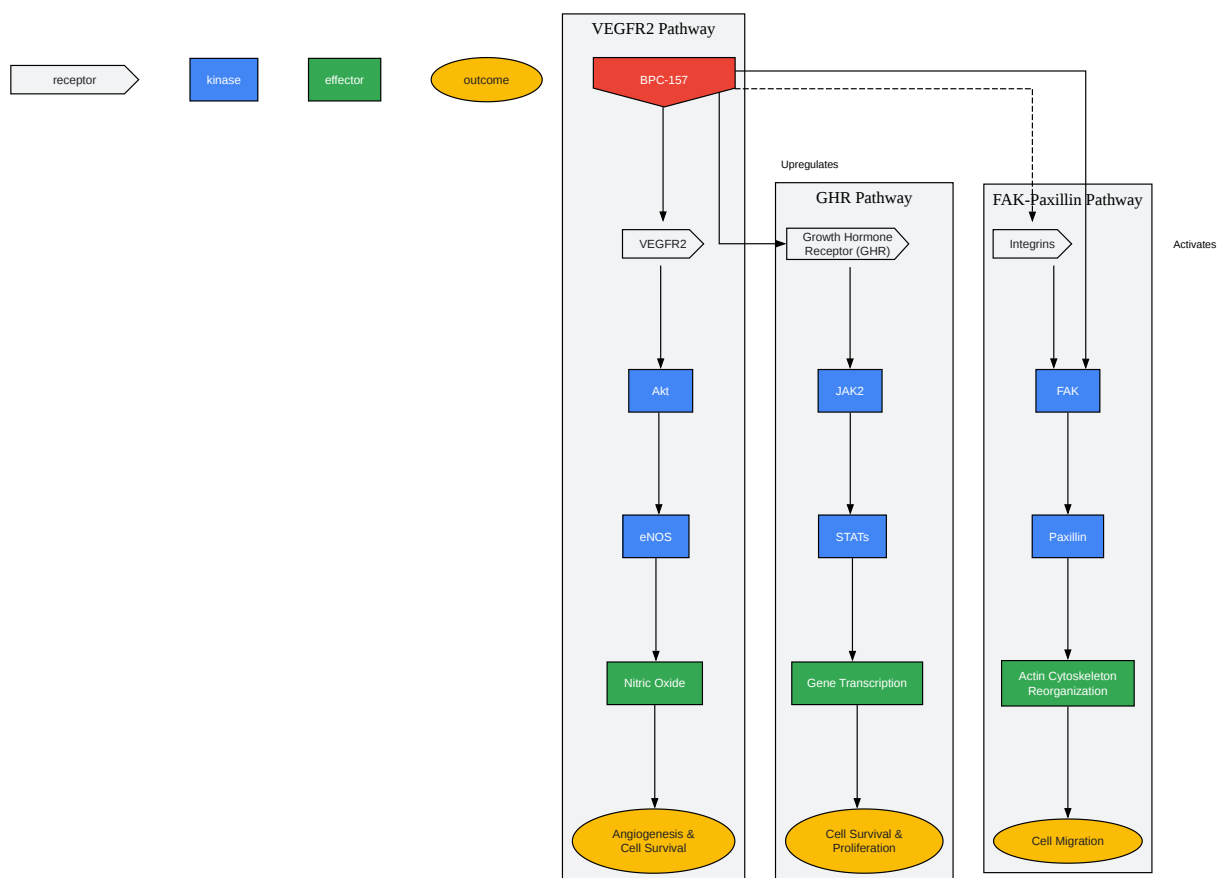 VEGFR2 Pathway
receptor
kinase
effector
outcome
BPC-157
Upregulates
GHR Pathway
FAK-Paxillin Pathway
VEGFR2
Growth Hormone
Receptor (GHR)
Integrins
Activates
Akt
JAK2
FAK
eNOS
STATs
Paxillin
Nitric Oxide
Gene Transcription
Actin Cytoskeleton
Reorganization
Angiogenesis &
Cell Survival
Cell Survival &
Proliferation
Cell Migration